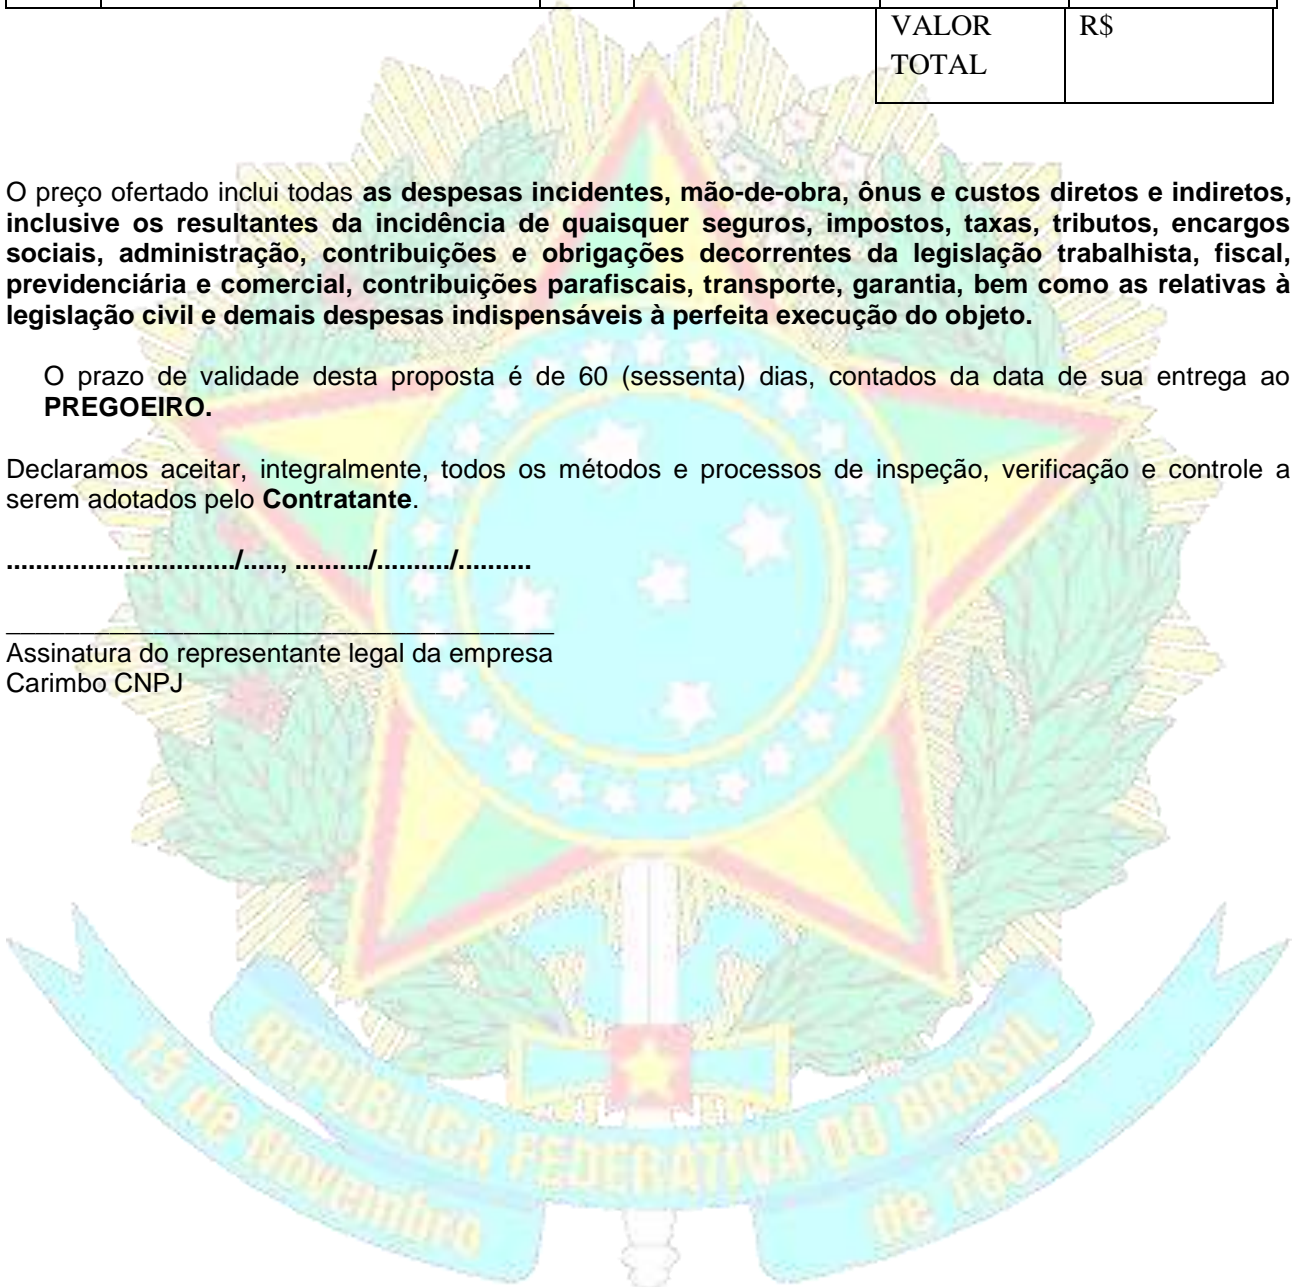 VALOR R$
TOTAL
O preço ofertado inclui todas as despesas incidentes, mão-de-obra, ônus e custos diretos e indiretos,
inclusive os resultantes da incidência de quaisquer seguros, impostos, taxas, tributos, encargos
sociais, administração, contribuições e obrigações decorrentes da legislação trabalhista, fiscal,
previdenciária e comercial, contribuições parafiscais, transporte, garantia, bem como as relativas à
legislação civil e demais despesas indispensáveis à perfeita execução do objeto.
O prazo de validade desta proposta é de 60 (sessenta) dias, contados da data de sua entrega ao
PREGOEIRO.
Declaramos aceitar, integralmente, todos os métodos e processos de inspeção, verificação e controle a
serem adotados pelo Contratante.
.............................../....., ........../........../..........
______________________________________
Assinatura do representante legal da empresa
Carimbo CNPJ
REPÚBLICA FEDERATIVA DO BRASIL
15 de Novembro de 1889